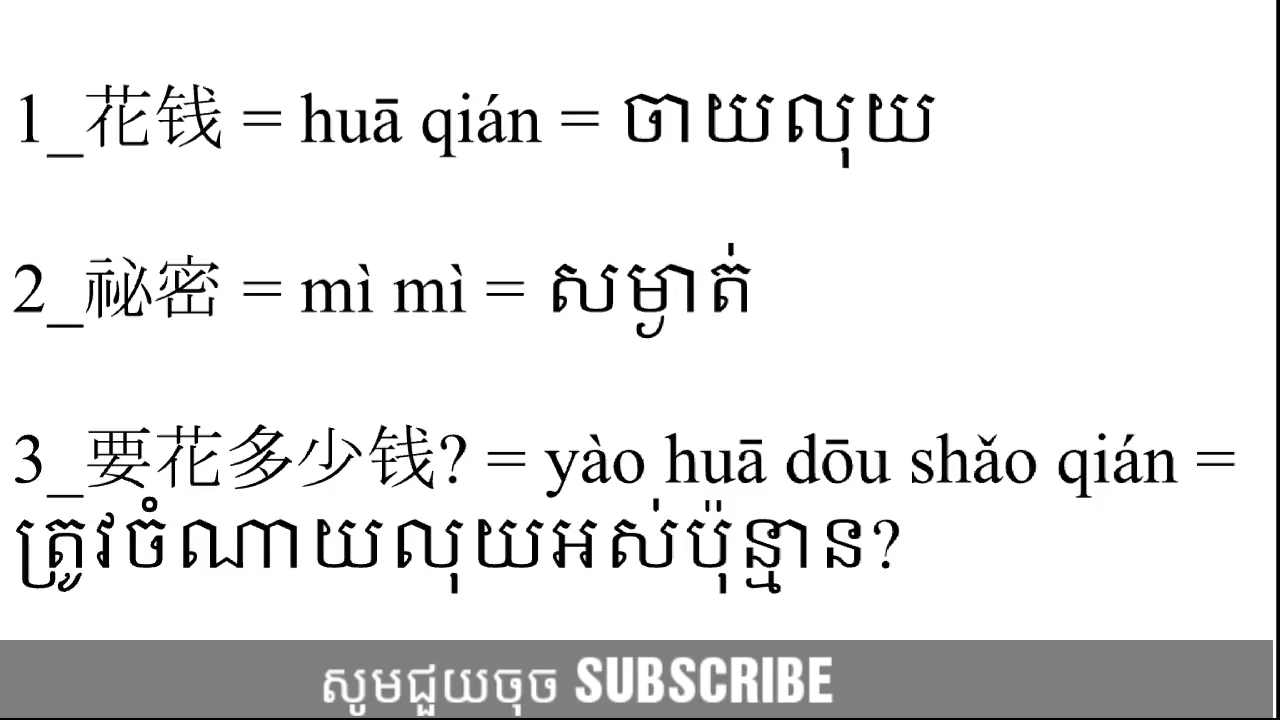 1_花钱 = huā qián = ចាយលុយ
2_祕密 = mì mì = សម្ងាត់
3_要花多少钱? = yào huā dōu shǎo qián =
ត្រូវចំណាយលុយអស់ប៉ុន្មាន?
សូមជួយចុច SUBSCRIBE